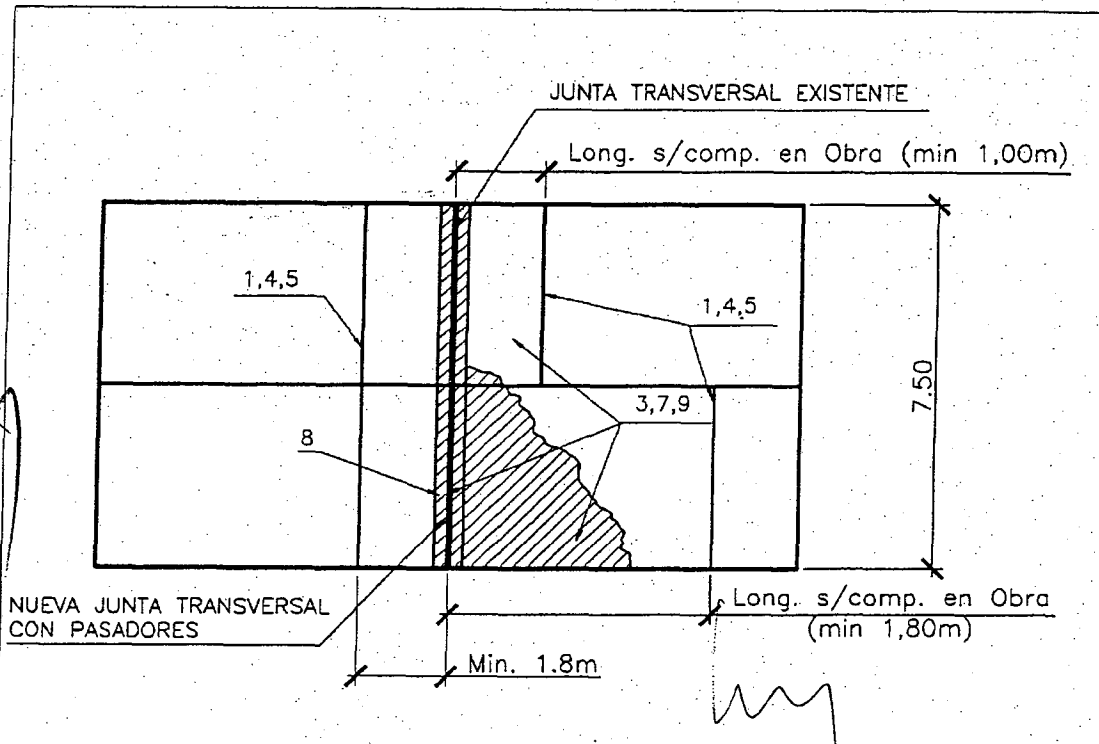 JUNTA TRANSVERSAL EXISTENTE
Long. s/comp. en Obra (min 1,00m)
1,4,5
1,4,5
7.50
3,7,9
8
NUEVA JUNTA TRANSVERSAL
CON PASADORES
Long. s/comp. en Obra
(min 1,80m)
Min. 1.8m